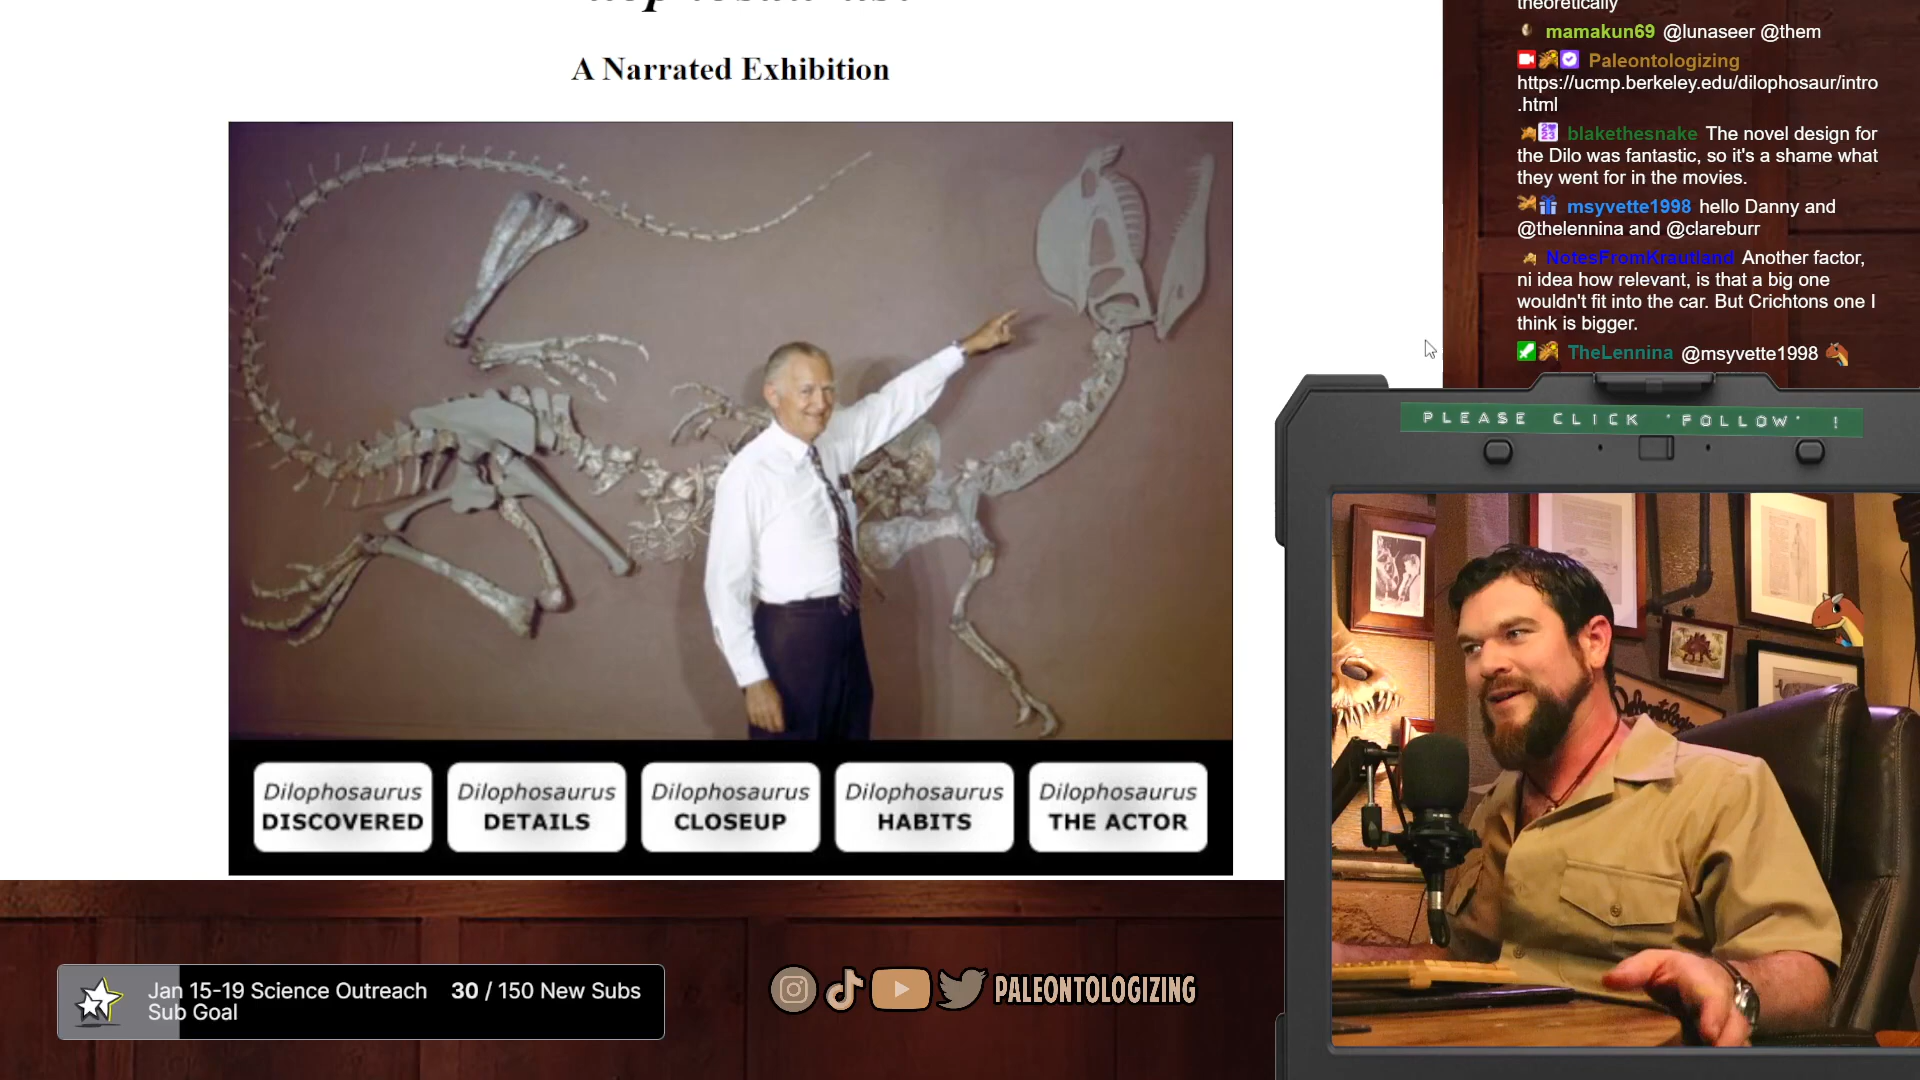 A Narrated Exhibition
Dilophosaurus
DISCOVERED
Dilophosaurus
DETAILS
Dilophosaurus
CLOSEUP
Dilophosaurus
HABITS
Dilophosaurus
THE ACTOR
theoretically
mamakun69 @lunaseer @them
Paleontologizing
https://ucmp.berkeley.edu/dilophosaur/intro
.html
blakethesnake The novel design for
the Dilo was fantastic, so it's a shame what
they went for in the movies.
msyvette1998 hello Danny and
@thelennina and @clareburr
NotesFromKrautland Another factor,
ni idea how relevant, is that a big one
wouldn't fit into the car. But Crichtons one I
think is bigger.
TheLennina @msyvette1998
PLEASE CLICK "FOLLOW" !
Jan 15-19 Science Outreach 30 / 150 New Subs
Sub Goal
PALEONTOLOGIZING